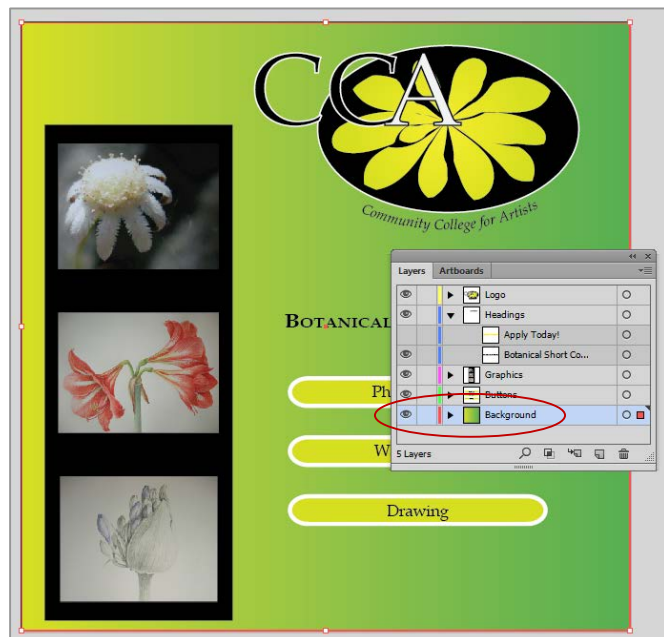 CCA
Community College for Artists
BOTANICAL
Ph
W
Drawing
Layers Artboards
Logo
Headings
Apply Today!
Botanical Short Co...
Graphics
Buttons
Background
5 Layers